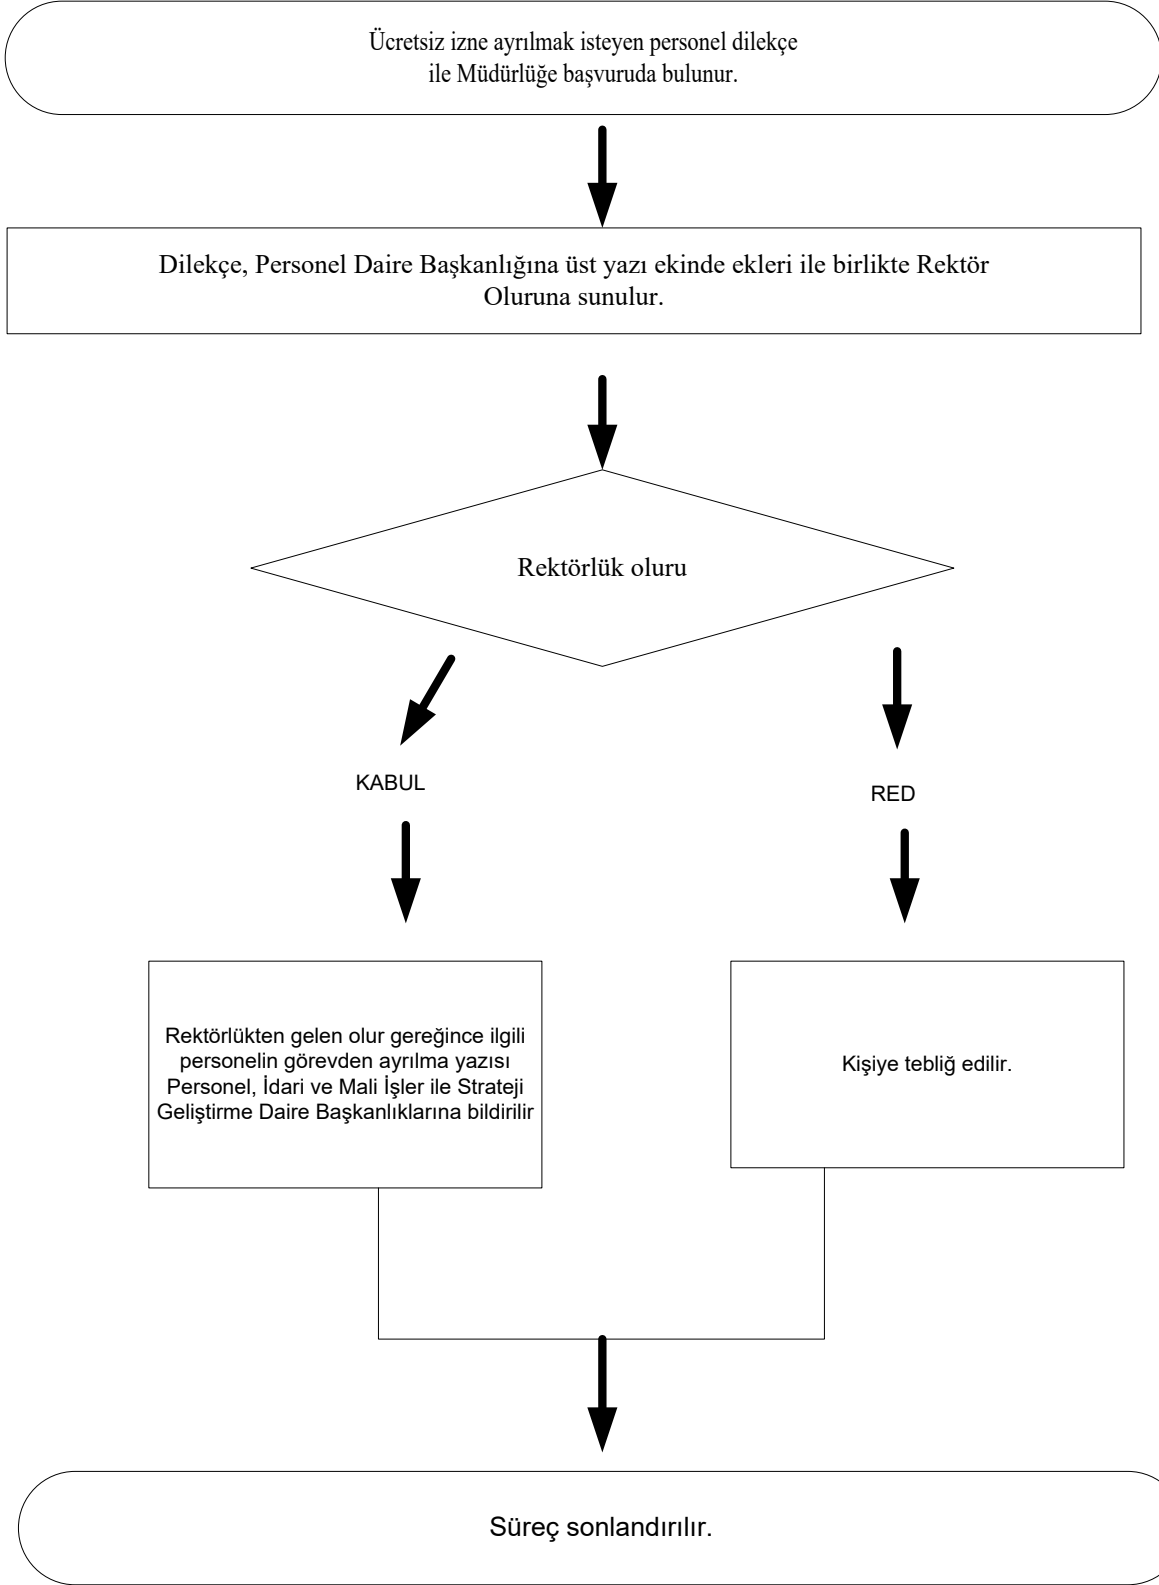 Ücretsiz izne ayrılmak isteyen personel dilekçe
ile Müdürlüğe başvuruda bulunur.
Dilekçe, Personel Daire Başkanlığına üst yazı ekinde ekleri ile birlikte Rektör
Oluruna sunulur.
Rektörlük oluru
KABUL
RED
Rektörlükten gelen olur gereğince ilgili
personelin görevden ayrılma yazısı
Personel, İdari ve Mali İşler ile Strateji
Geliştirme Daire Başkanlıklarına bildirilir
Kişiye tebliğ edilir.
Süreç sonlandırılır.